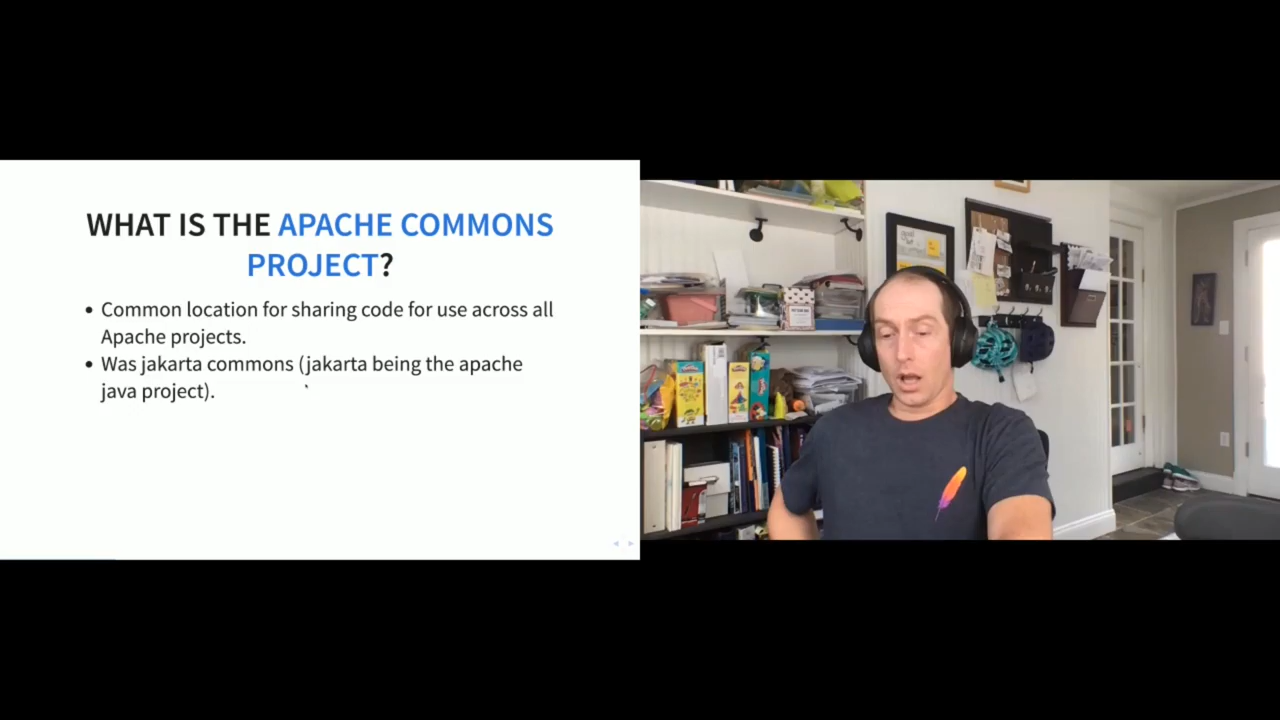 WHAT IS THE APACHE COMMONS
PROJECT?
• Common location for sharing code for use across all
Apache projects.
• Was jakarta commons (jakarta being the apache
java project).